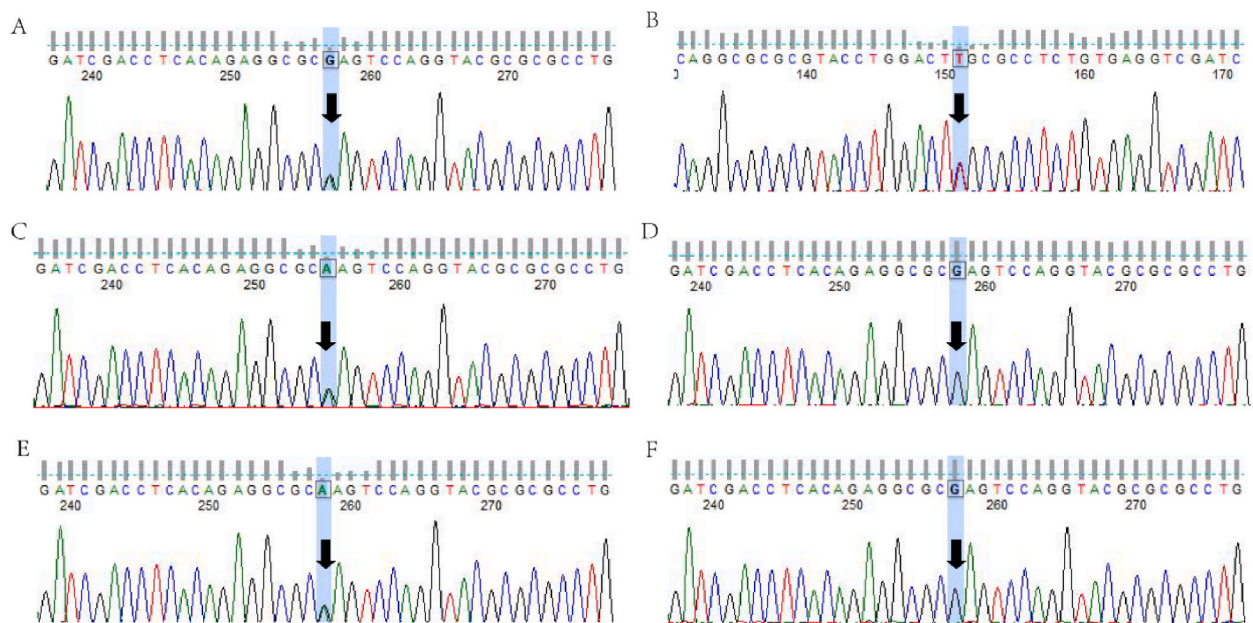 A
GATCGACCTCACAGAGGCGCGAGTCCAGGTACGCGCGCCTG
240 250 260 270
B
CAGGCGCGCGTACCTGGACTTGCGCCTCTGTGAGGTCGATC
0 140 150 160 170
C
GATCGACCTCACAGAGGCGCAAGTCCAGGTACGCGCGCCTG
240 250 260 270
D
GATCGACCTCACAGAGGCGCGAGTCCAGGTACGCGCGCCTG
240 250 260 270
E
GATCGACCTCACAGAGGCGCAAGTCCAGGTACGCGCGCCTG
240 250 260 270
F
GATCGACCTCACAGAGGCGCGAGTCCAGGTACGCGCGCCTG
240 250 260 270